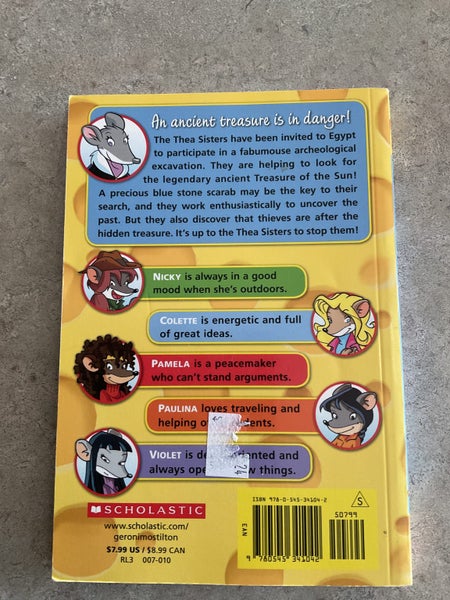 An ancient treasure is in danger!
The Thea Sisters have been invited to Egypt
to participate in a fabumouse archeological
excavation. They are helping to look for
the legendary ancient Treasure of the Sun!
A precious blue stone scarab may be the key to their
search, and they work enthusiastically to uncover the
past. But they also discover that thieves are after the
hidden treasure. It's up to the Thea Sisters to stop them!
NICKY is always in a good
mood when she's outdoors.
COLETTE is energetic and full
of great ideas.
PAMELA is a peacemaker
who can't stand arguments.
PAULINA loves traveling and
helping
VIOLET is
always things.
SCHOLASTIC
www.scholastic.com/
geronimostilton
$7.99 US / $8.99 CAN
RL3 007-010
ISBN 978-0-545-34104-2
S
50799
EAN
9 780545 341042